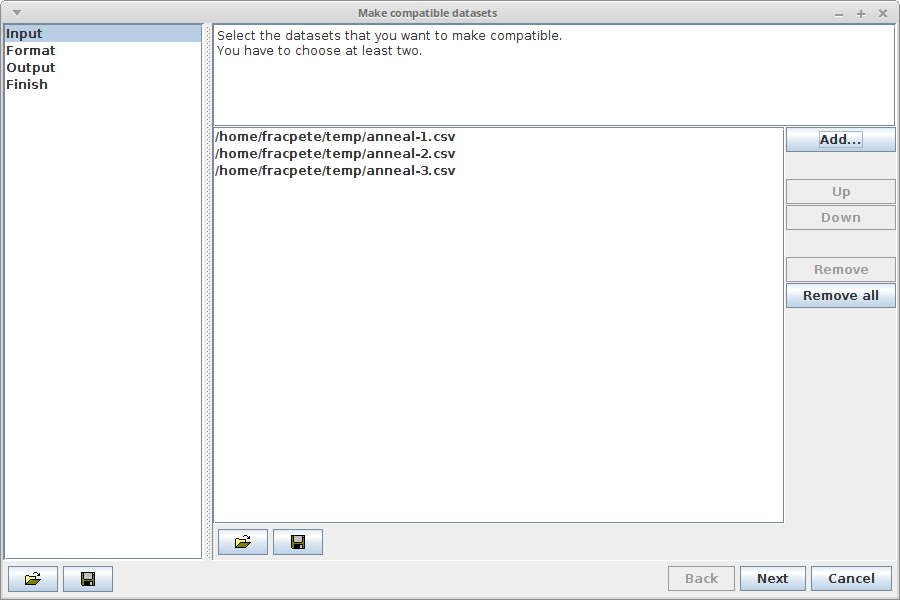 Make compatible datasets
Input
Format
Output
Finish
Select the datasets that you want to make compatible.
You have to choose at least two.
/home/fracpete/temp/anneal-1.csv
/home/fracpete/temp/anneal-2.csv
/home/fracpete/temp/anneal-3.csv
Add...
Up
Down
Remove
Remove all
Back
Next
Cancel